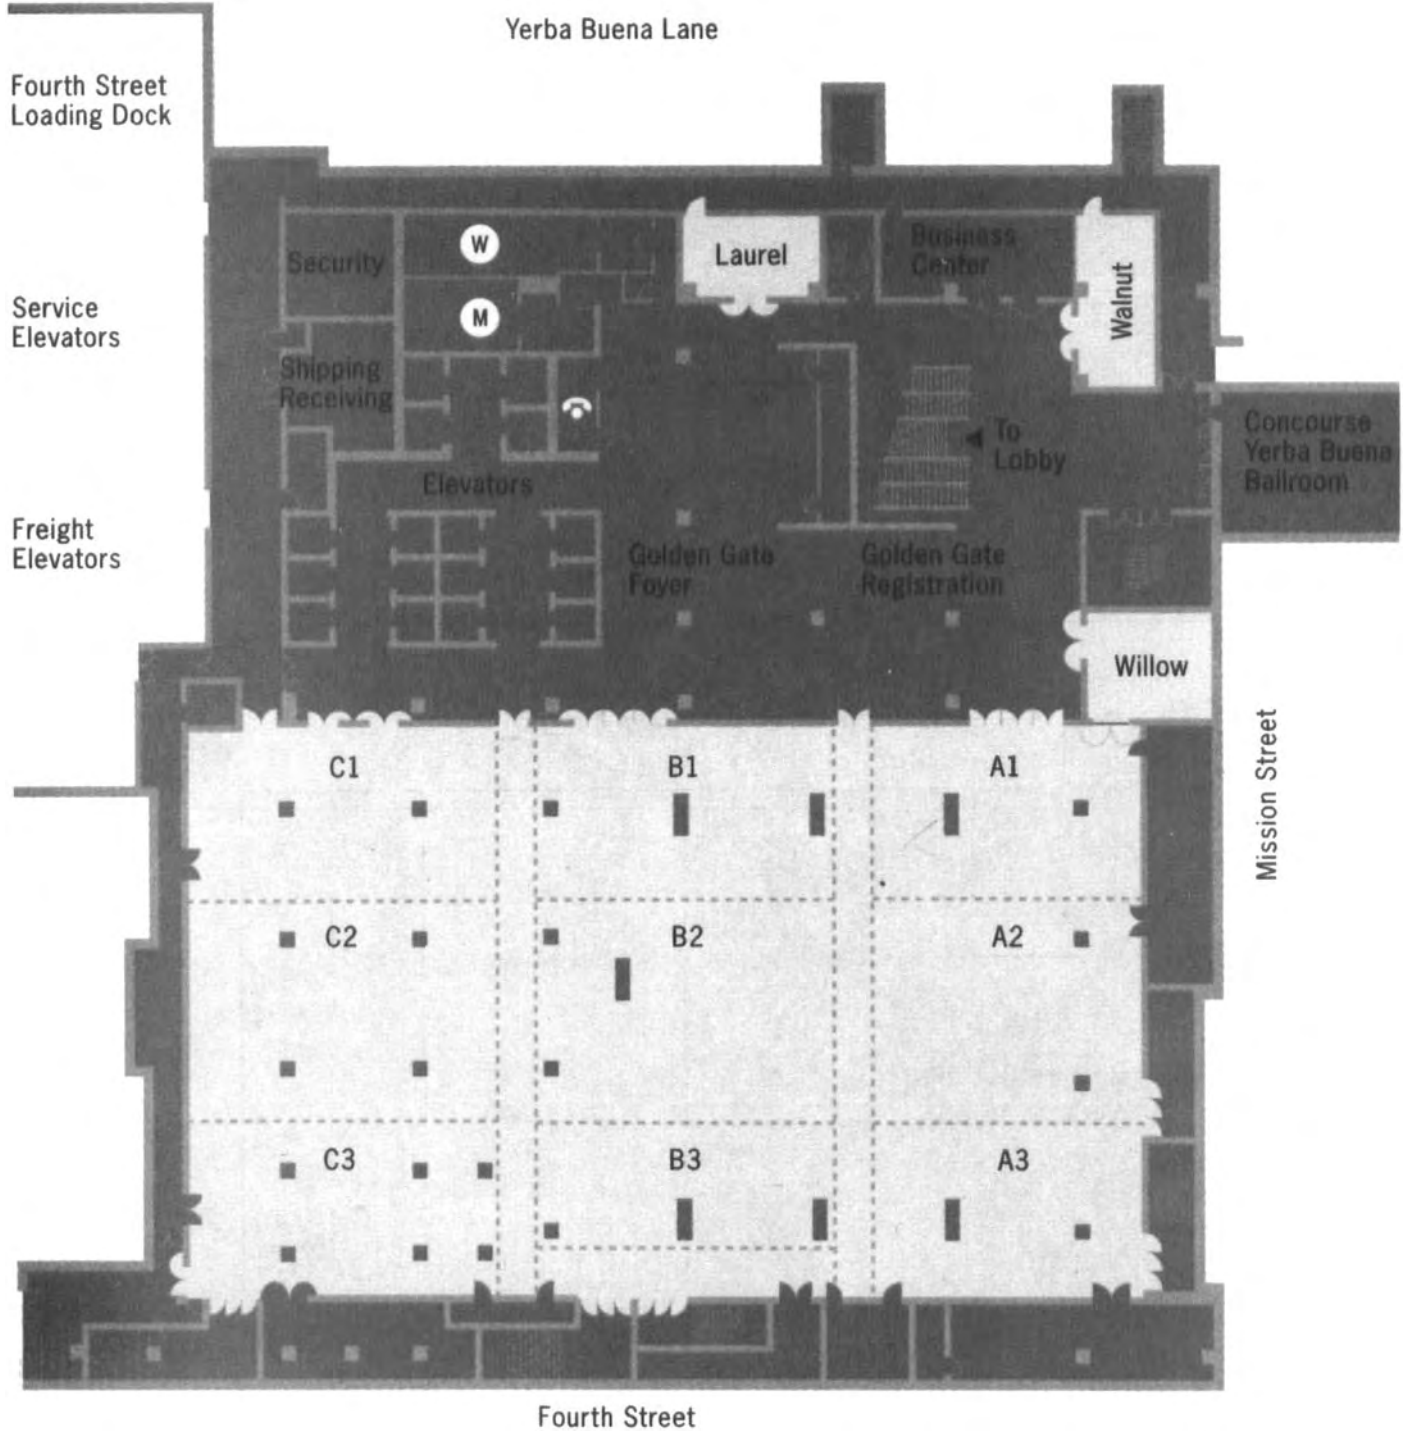 Yerba Buena Lane
Fourth Street
Loading Dock
W
Laurel
Business
Center
Security
Walnut
Service
Elevators
M
Shipping
Receiving
To
Lobby
Concourse
Yerba Buena
Ballroom
Elevators
Freight
Elevators
Golden Gate
Foyer
Golden Gate
Registration
Willow
Mission Street
C1
B1
A1
C2
B2
A2
C3
B3
A3
Fourth Street